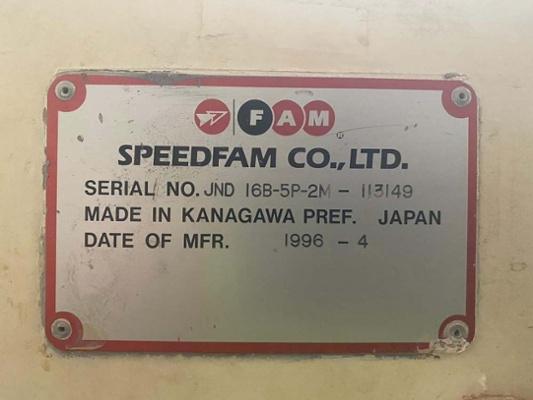 FAM
®
SPEEDFAM CO., LTD.
SERIAL NO. JND 16B-5P-2M - 113149
MADE IN KANAGAWA PREF. JAPAN
DATE OF MFR. 1996 - 4